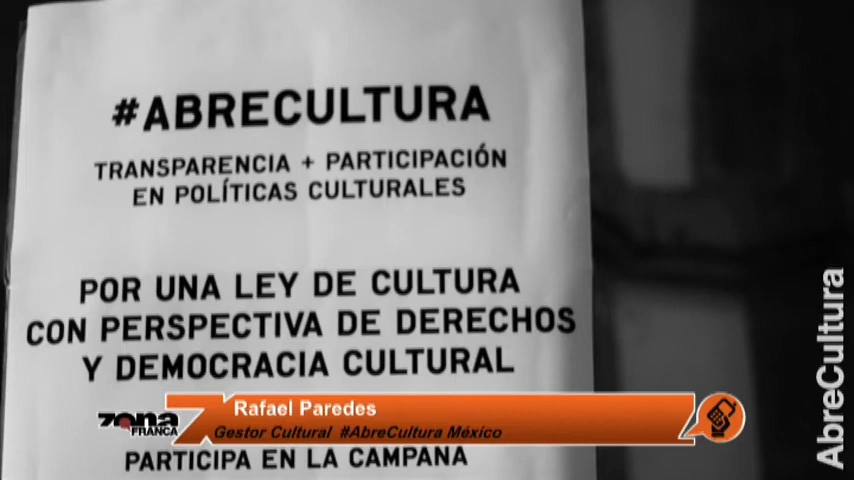 #ABRECULTURA
TRANSPARENCIA + PARTICIPACIÓN
EN POLÍTICAS CULTURALES
POR UNA LEY DE CULTURA
CON PERSPECTIVA DE DERECHOS
Y DEMOCRACIA CULTURAL
Rafael Paredes
zona
FRANCA
Gestor Cultural #AbreCultura México
PARTICIPA EN LA CAMPANA
AbreCultura